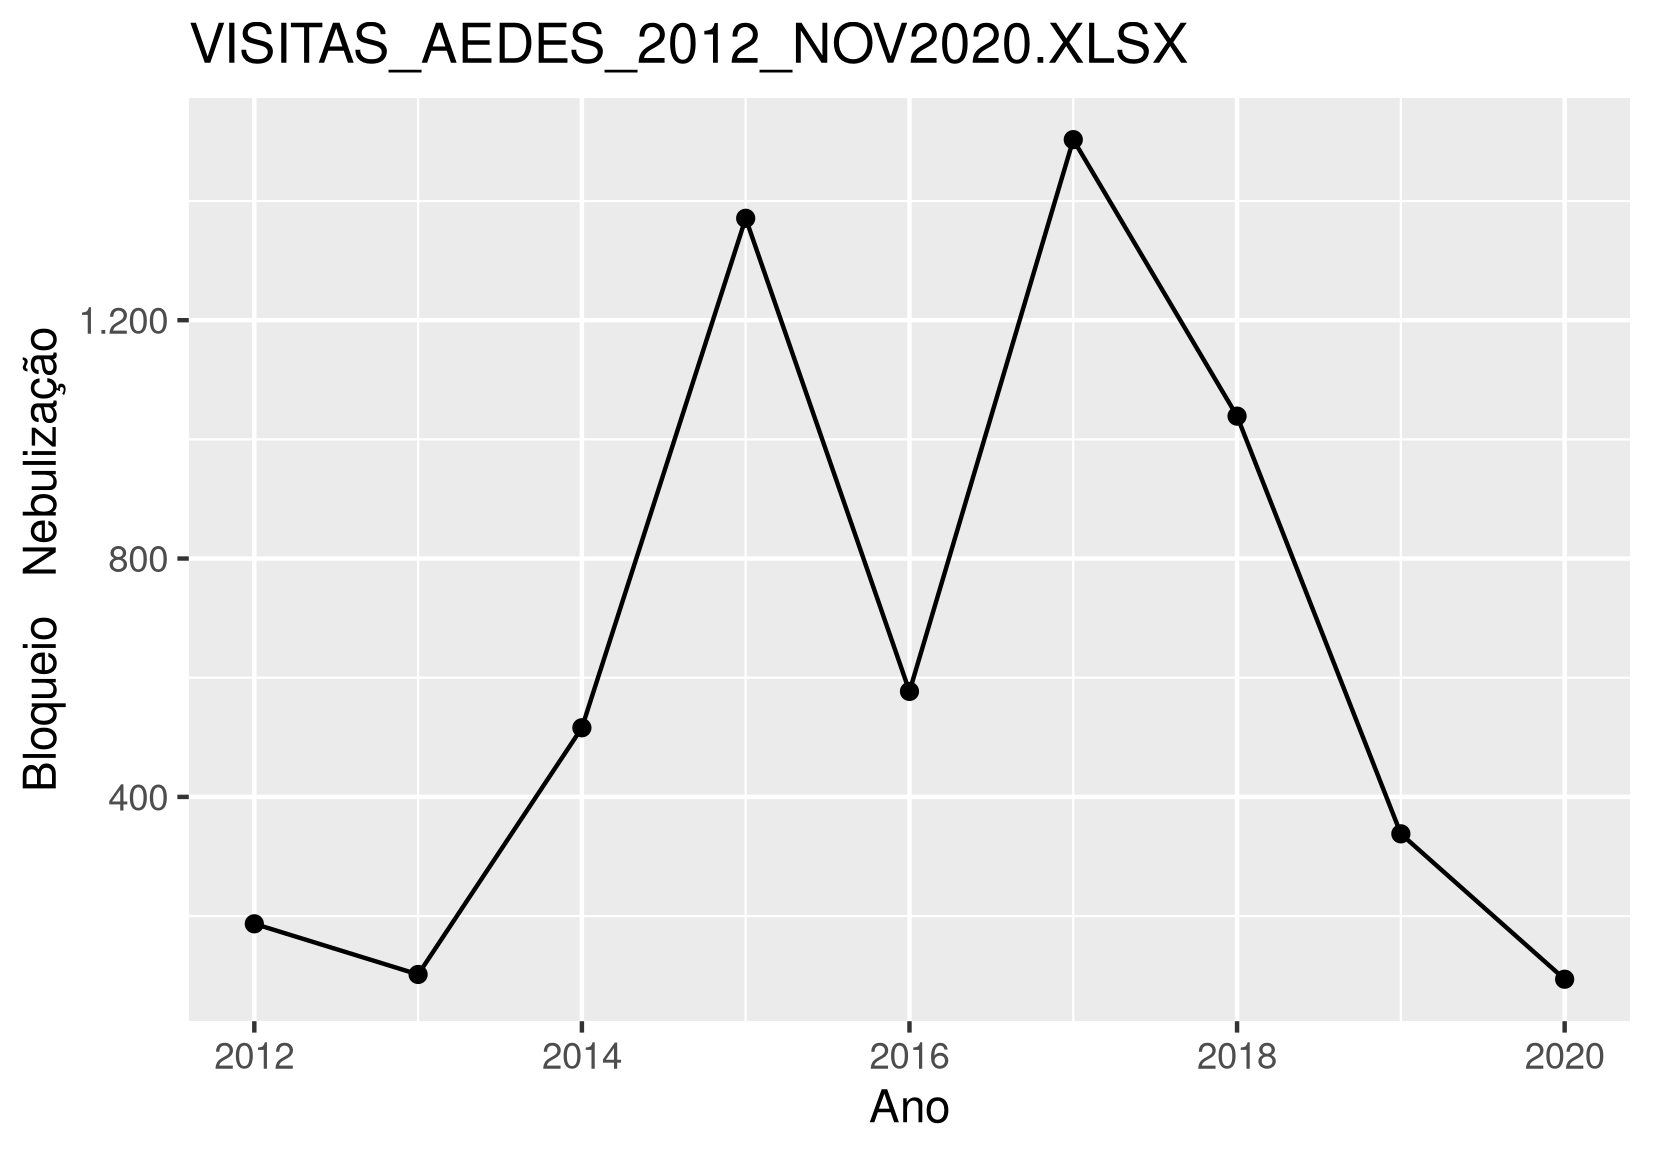 VISITAS_AEDES_2012_NOV2020.XLSX
Bloqueio  Nebulização
1.200
800
400
2012 2014 2016 2018 2020
Ano